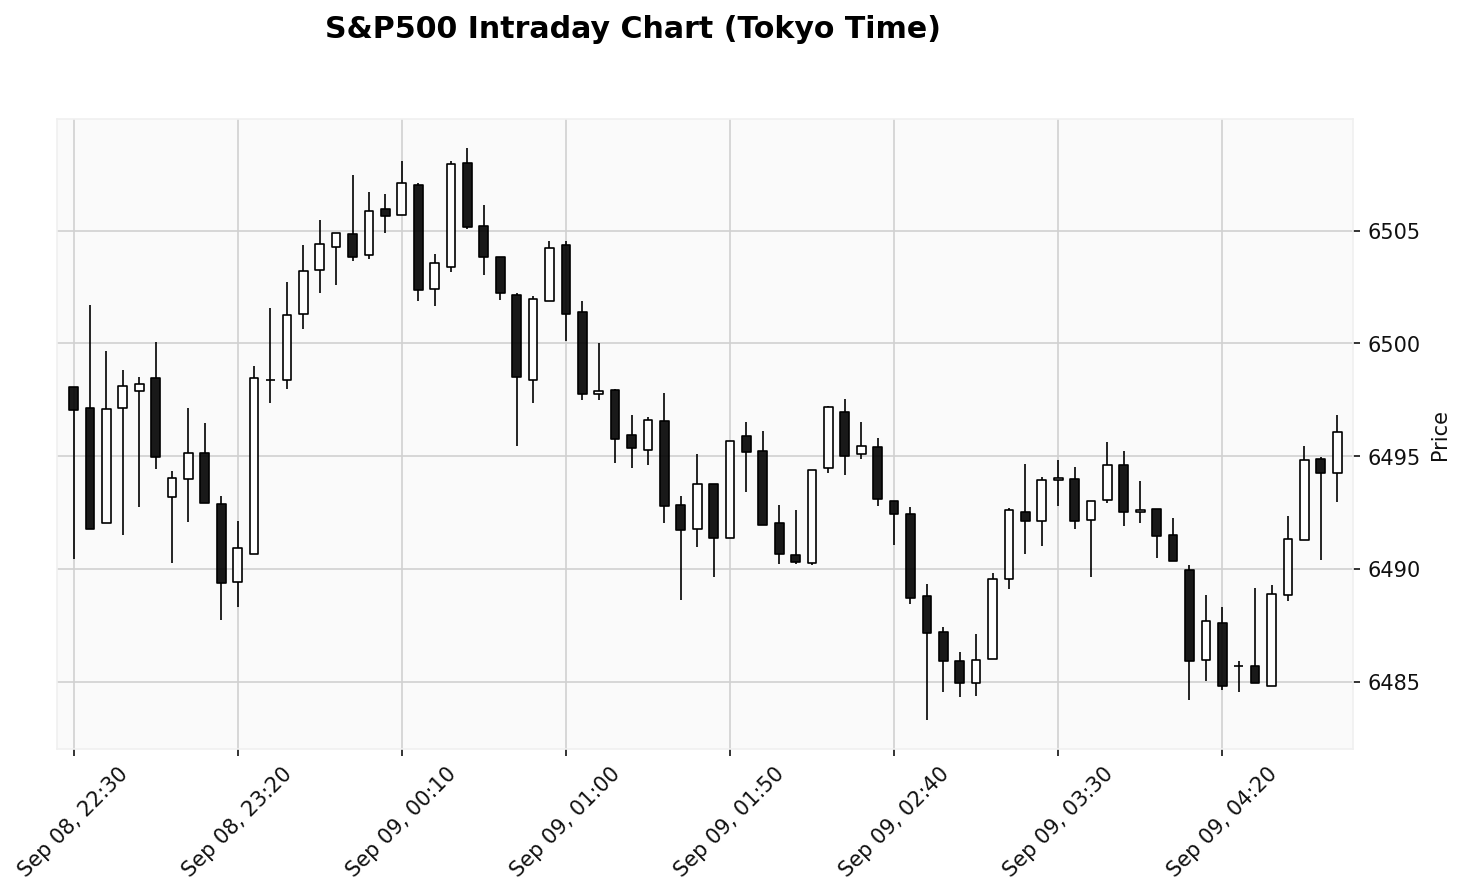 S&P500 Intraday Chart (Tokyo Time)
6505
6500
6495
6490
6485
Price
Sep 08, 22:30
Sep 08, 23:20
Sep 09, 00:10
Sep 09, 01:00
Sep 09, 01:50
Sep 09, 02:40
Sep 09, 03:30
Sep 09, 04:20